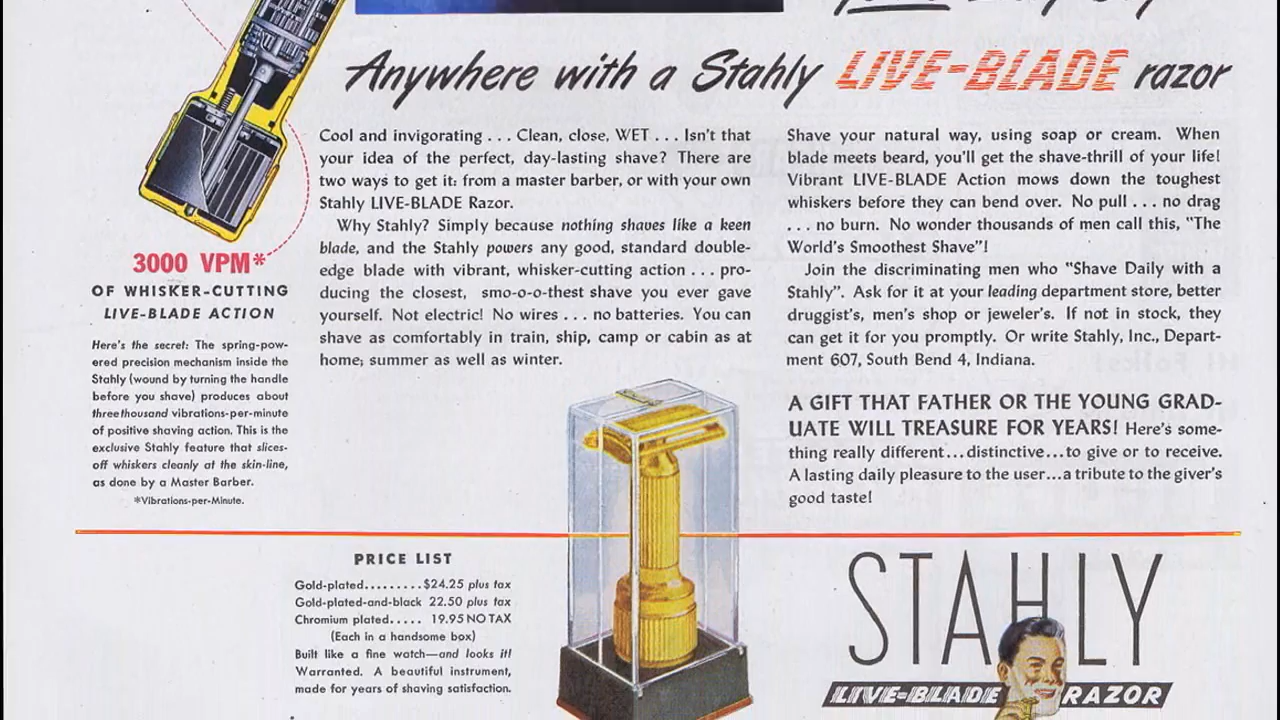 Anywhere with a Stahly LIVE-BLADE razor
Cool and invigorating . . . Clean, close, WET . . . Isn't that
your idea of the perfect, day-lasting shave? There are
two ways to get it: from a master barber, or with your own
Stahly LIVE-BLADE Razor.
Why Stahly? Simply because nothing shaves like a keen
blade, and the Stahly powers any good, standard double-
edge blade with vibrant, whisker-cutting action . . . pro-
ducing the closest, smo-o-o-thest shave you ever gave
yourself. Not electric! No wires . . . no batteries. You can
shave as comfortably in train, ship, camp or cabin as at
home; summer as well as winter.
Shave your natural way, using soap or cream. When
blade meets beard, you'll get the shave-thrill of your life!
Vibrant LIVE-BLADE Action mows down the toughest
whiskers before they can bend over. No pull . . . no drag
. . . no burn. No wonder thousands of men call this, "The
World's Smoothest Shave"!
Join the discriminating men who "Shave Daily with a
Stahly". Ask for it at your leading department store, better
druggist's, men's shop or jeweler's. If not in stock, they
can get it for you promptly. Or write Stahly, Inc., Depart-
ment 607, South Bend 4, Indiana.
A GIFT THAT FATHER OR THE YOUNG GRAD-
UATE WILL TREASURE FOR YEARS! Here's some-
thing really different...distinctive...to give or to receive.
A lasting daily pleasure to the user...a tribute to the giver's
good taste!
3000 VPM*
OF WHISKER-CUTTING
LIVE-BLADE ACTION
Here's the secret: The spring-pow-
ered precision mechanism inside the
Stahly (wound by turning the handle
before you shave) produces about
three thousand vibrations-per-minute
of positive shaving action. This is the
exclusive Stahly feature that slices-
off whiskers cleanly at the skin-line,
as done by a Master Barber.
*Vibrations-per-Minute.
PRICE LIST
Gold-plated.........$24.25 plus tax
Gold-plated-and-black 22.50 plus tax
Chromium plated..... 19.95 NO TAX
(Each in a handsome box)
Built like a fine watch—and looks it!
Warranted. A beautiful instrument,
made for years of shaving satisfaction.
STAHLY
LIVE-BLADE RAZOR